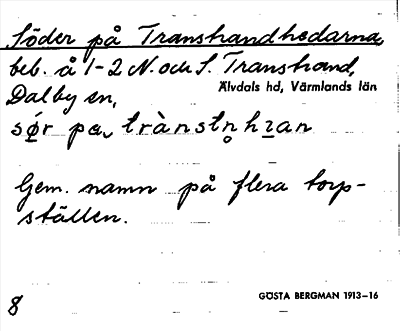 Söder på Transtrandhedarna,
beb. å 1-2 N. och S. Transtrand,
Älvdals hd, Värmlands län
Dalby sn,
Gem. namn på flera torp-
ställen.
GÖSTA BERGMAN 1913-16
8